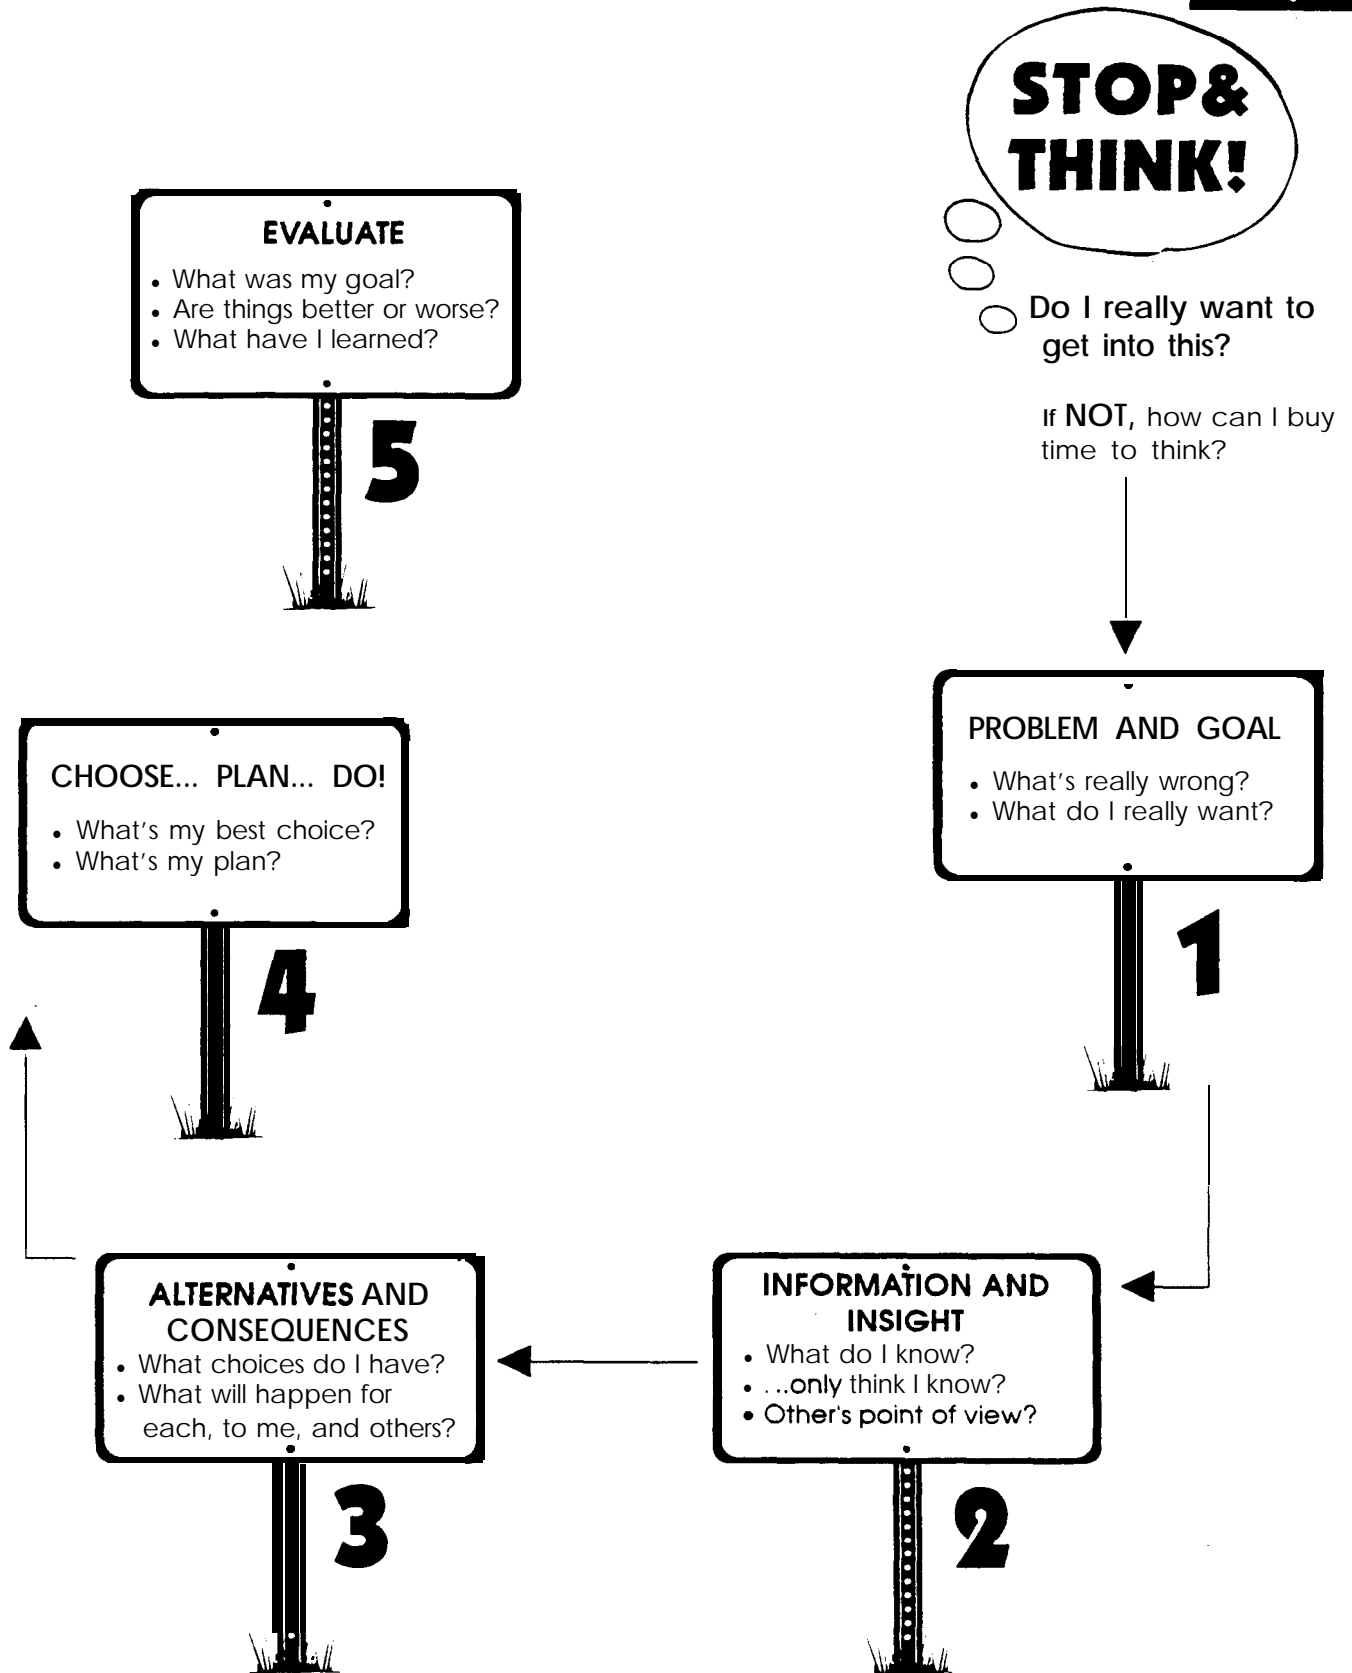 STOP&
THINK!
Do I really want to
get into this?
If NOT, how can I buy
time to think?
PROBLEM AND GOAL
• What's really wrong?
• What do I really want?
1
INFORMATION AND
INSIGHT
• What do I know?
• ...only think I know?
• Other's point of view?
2
ALTERNATIVES AND
CONSEQUENCES
• What choices do I have?
• What will happen for
each, to me, and others?
3
CHOOSE... PLAN... DO!
• What's my best choice?
• What's my plan?
4
EVALUATE
• What was my goal?
• Are things better or worse?
• What have I learned?
5